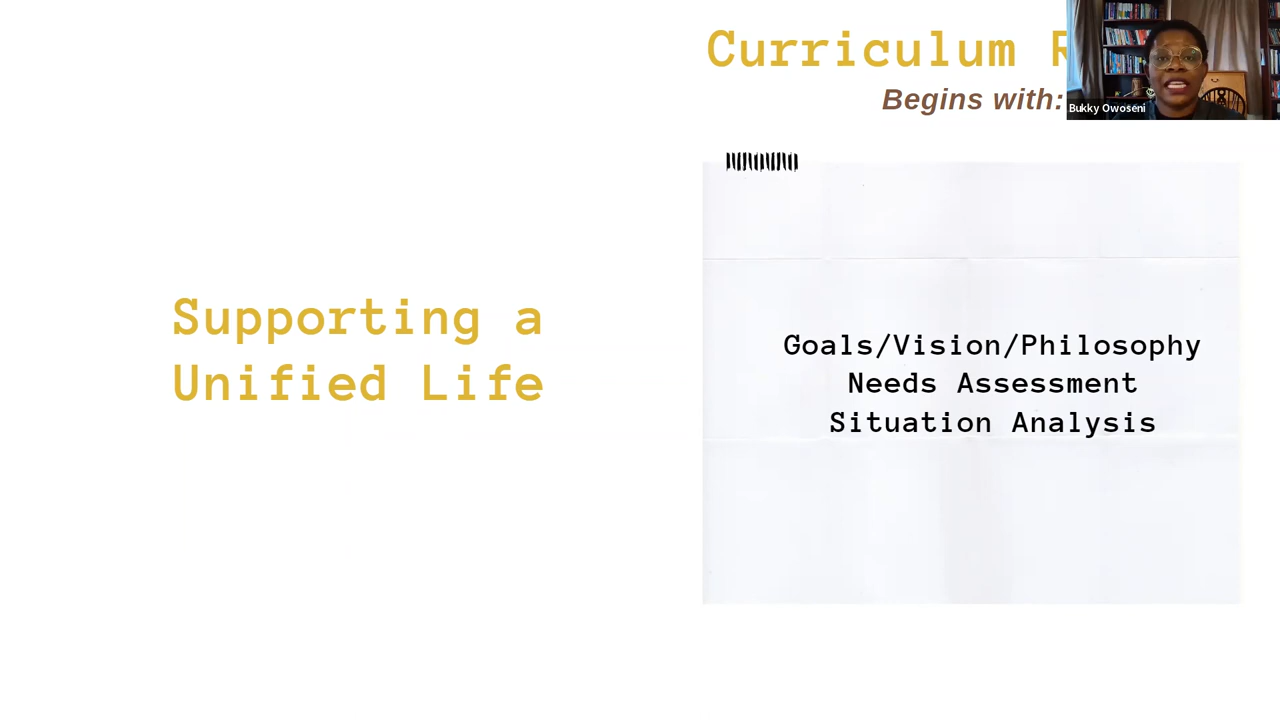 Curriculum
Begins with:
Bukky Owoseni
Supporting a
Unified Life
Goals/Vision/Philosophy
Needs Assessment
Situation Analysis